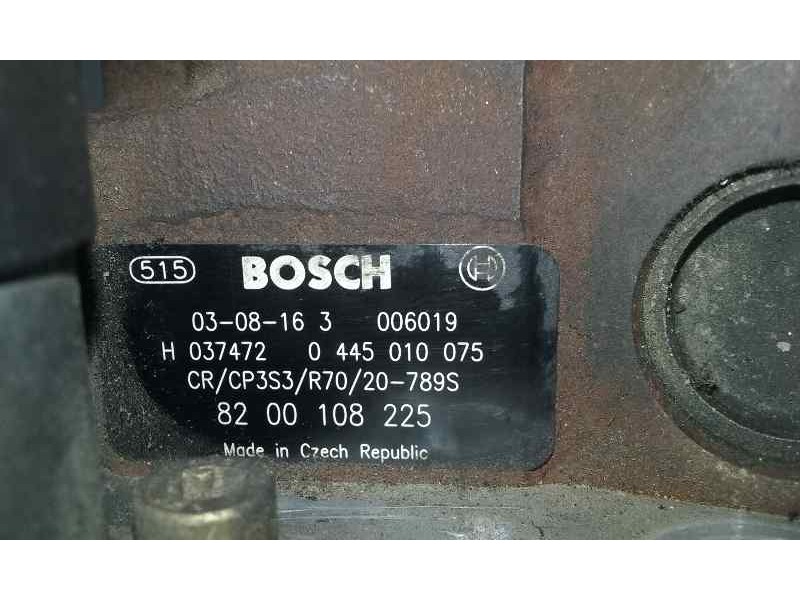 515 BOSCH H
03-08-16 3 006019
H 037472 0 445 010 075
CR/CP3S3/R70/20-789S
82 00 108 225
Made in Czech Republic